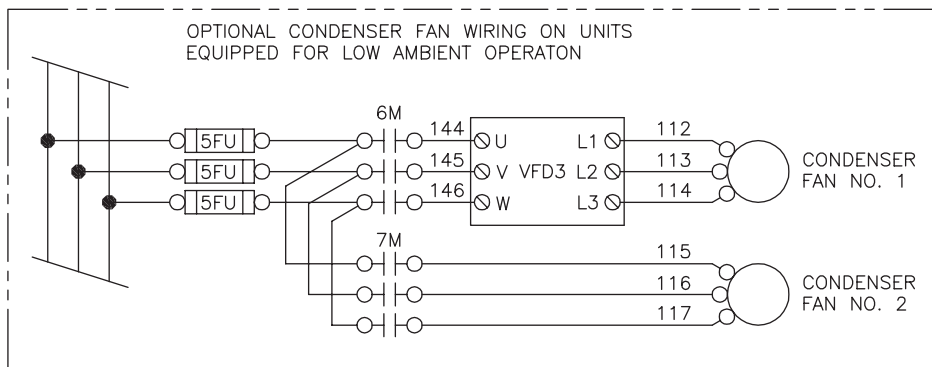 OPTIONAL CONDENSER FAN WIRING ON UNITS
EQUIPPED FOR LOW AMBIENT OPERATON
6M
5FU 144 U L1 112
5FU 145 V VFD3 L2 113
5FU 146 W L3 114
CONDENSER
FAN NO. 1
7M
115
116
117
CONDENSER
FAN NO. 2